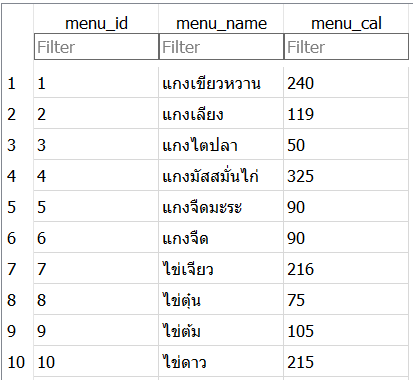 menu_id menu_name menu_cal
Filter Filter Filter
1 1 แกงเขียวหวาน 240
2 2 แกงเลียง 119
3 3 แกงไตปลา 50
4 4 แกงมัสสมั่นไก่ 325
5 5 แกงจืดมะระ 90
6 6 แกงจืด 90
7 7 ไข่เจียว 216
8 8 ไข่ตุ๋น 75
9 9 ไข่ต้ม 105
10 10 ไข่ดาว 215